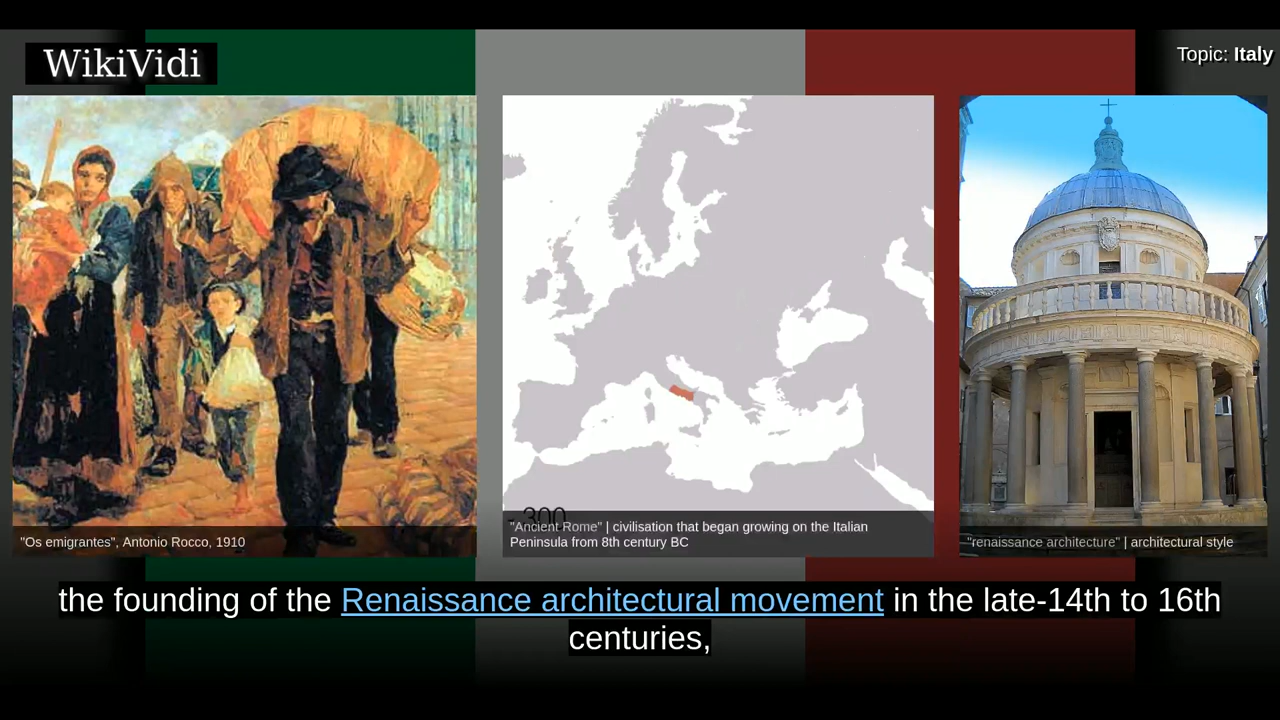 WikiVidi
Topic: Italy
"Os emigrantes", Antonio Rocco, 1910
-300
"Ancient Rome" | civilisation that began growing on the Italian
Peninsula from 8th century BC
"renaissance architecture" | architectural style
the founding of the Renaissance architectural movement in the late-14th to 16th
centuries,